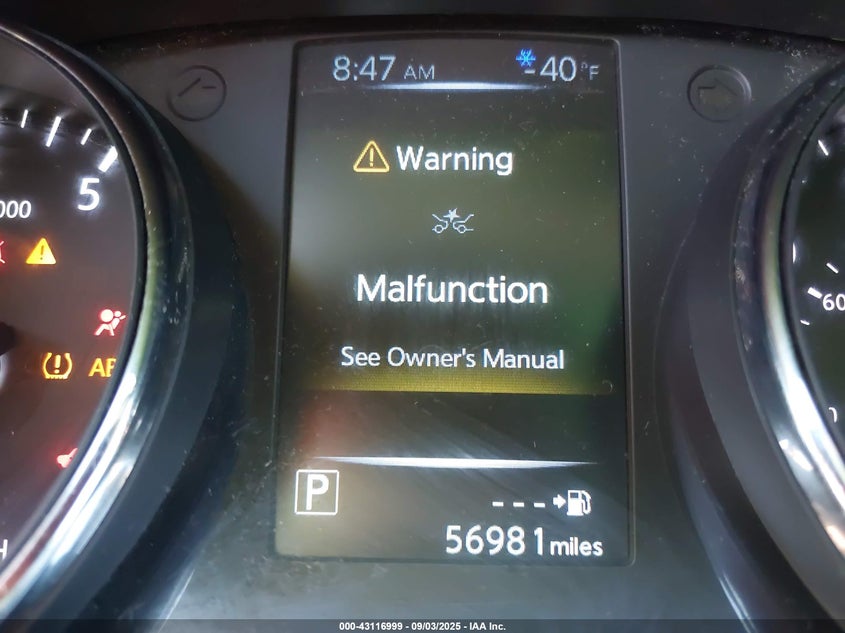 8:47 AM -40 °F
Warning
5
000
Malfunction
60
See Owner's Manual
P
---
56981 miles
H
000-43116999 - 09/03/2025 - IAA Inc.